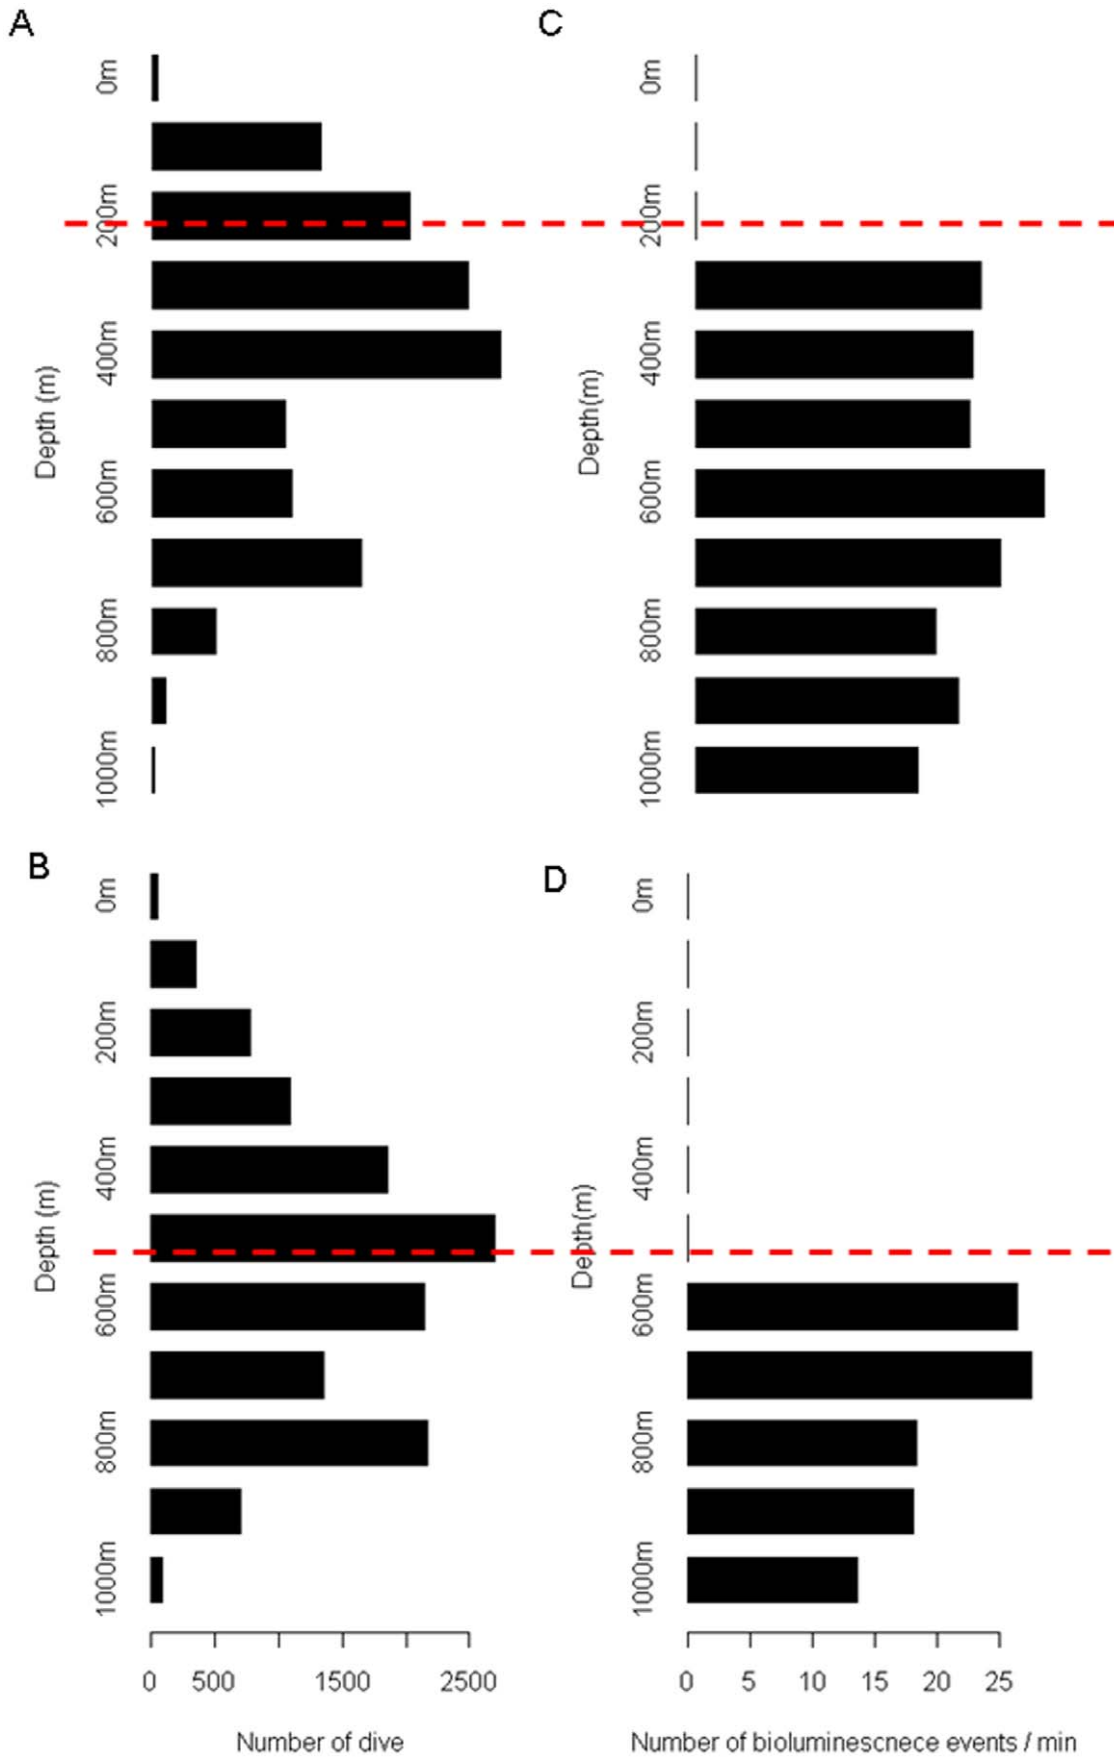 A
0m
200m
400m
600m
800m
1000m
Depth (m)
C
0m
200m
400m
600m
800m
1000m
Depth(m)
B
0m
200m
400m
600m
800m
1000m
Depth (m)
0 500 1500 2500
Number of dive
D
0m
200m
400m
600m
800m
1000m
Depth(m)
0 5 10 15 20 25
Number of bioluminescnece events / min